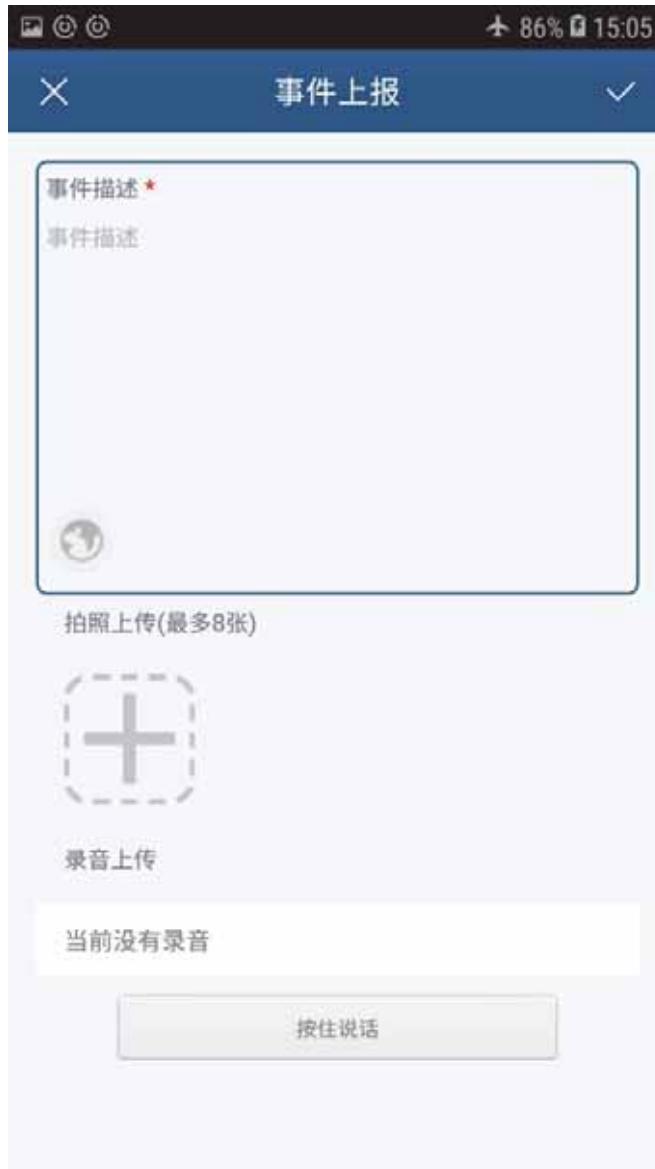 86% 15:05
事件上报
事件描述 *
事件描述
拍照上传(最多8张)
录音上传
当前没有录音
按住说话